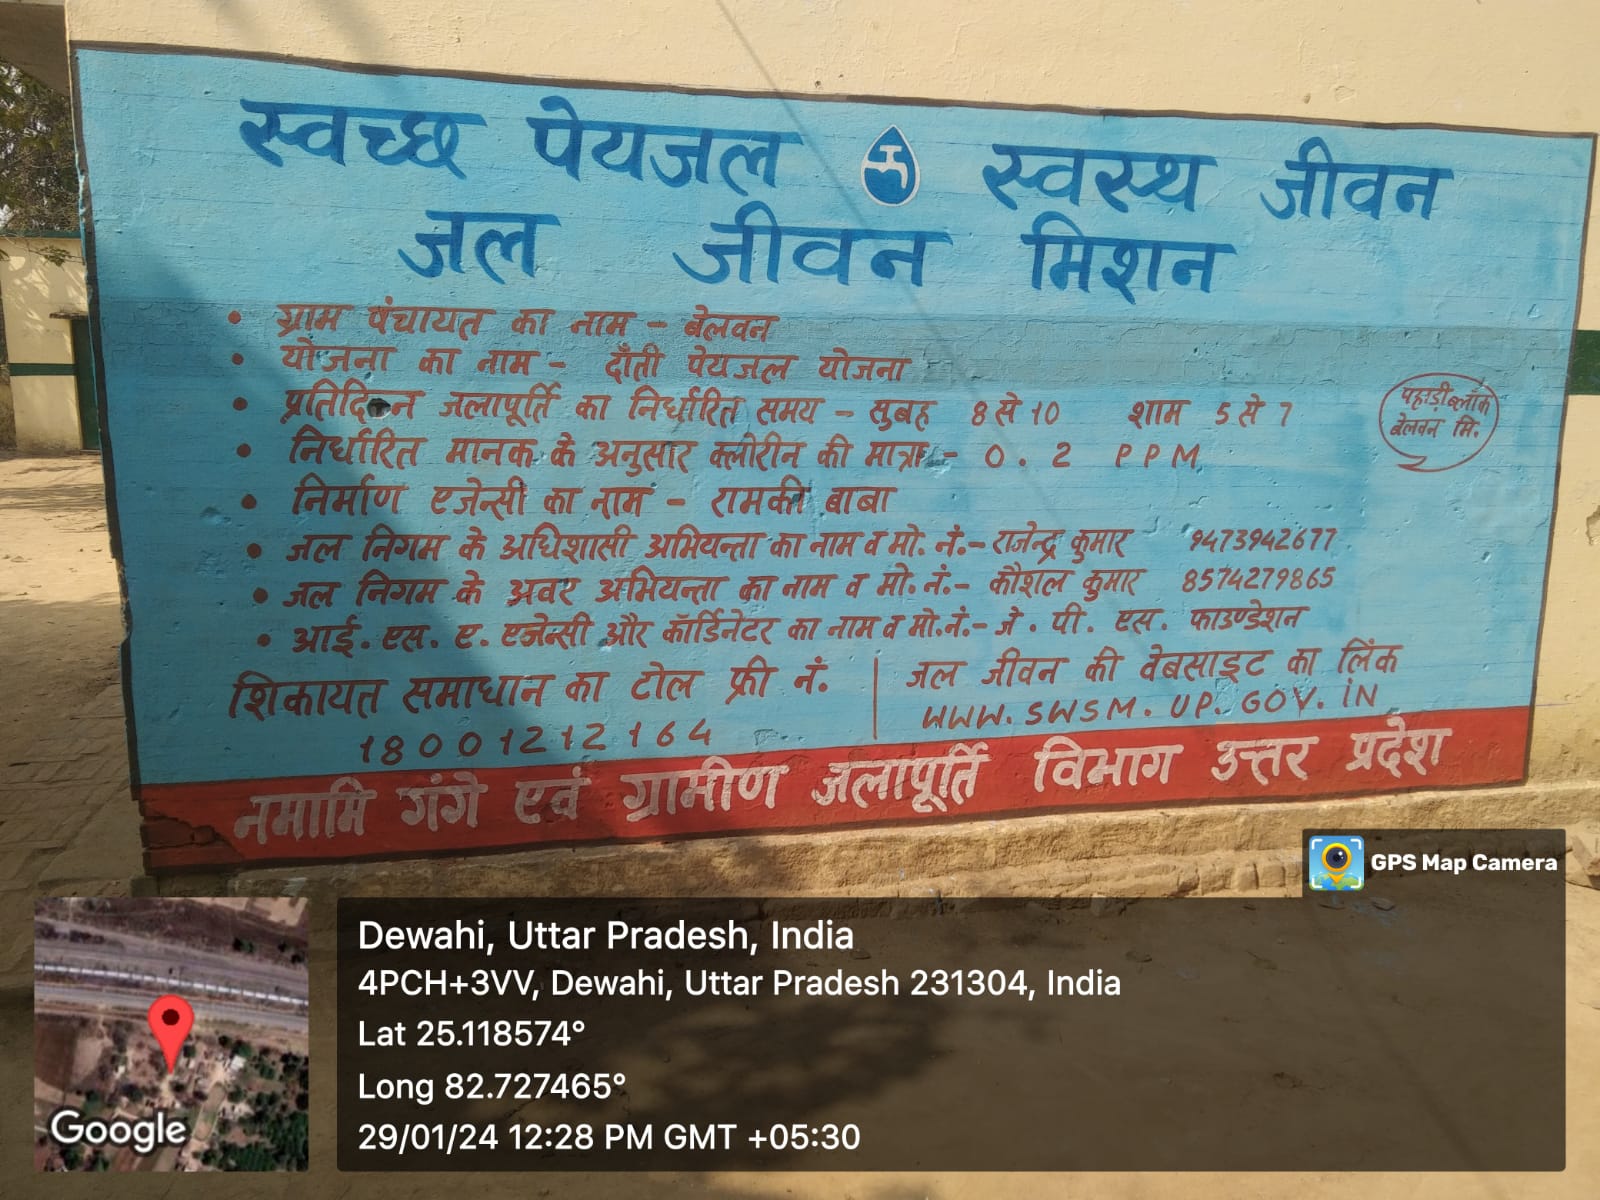 स्वच्छ पेयजल स्वस्थ जीवन
जल जीवन मिशन
• ग्राम पंचायत का नाम - बेलवन
• योजना का नाम - दाँती पेयजल योजना
• प्रतिदिन जलापूर्ति का निर्धारित समय - सुबह 8 से 10 शाम 5 से 7
पहाड़ी ब्लॉक
बेलवन मि.
• निर्धारित मानक के अनुसार क्लोरीन की मात्रा - 0.2 PPM
• निर्माण एजेन्सी का नाम - रामकी बाबा
• जल निगम के अधिशासी अभियन्ता का नाम व मो. नं.- राजेन्द्र कुमार 9473942677
• जल निगम के अवर अभियन्ता का नाम व मो. नं.- कौशल कुमार 8574279865
• आई. एस. ए. एजेन्सी और कॉर्डिनेटर का नाम व मो.नं.- जे. पी. एस. फाउण्डेशन
शिकायत समाधान का टोल फ्री नं.
18001212164
जल जीवन की वेबसाइट का लिंक
WWW.SWSM.UP.GOV.IN
नमामि गंगे एवं ग्रामीण जलापूर्ति विभाग उत्तर प्रदेश
GPS Map Camera
Dewahi, Uttar Pradesh, India
4PCH+3VV, Dewahi, Uttar Pradesh 231304, India
Lat 25.118574°
Long 82.727465°
29/01/24 12:28 PM GMT +05:30
Google